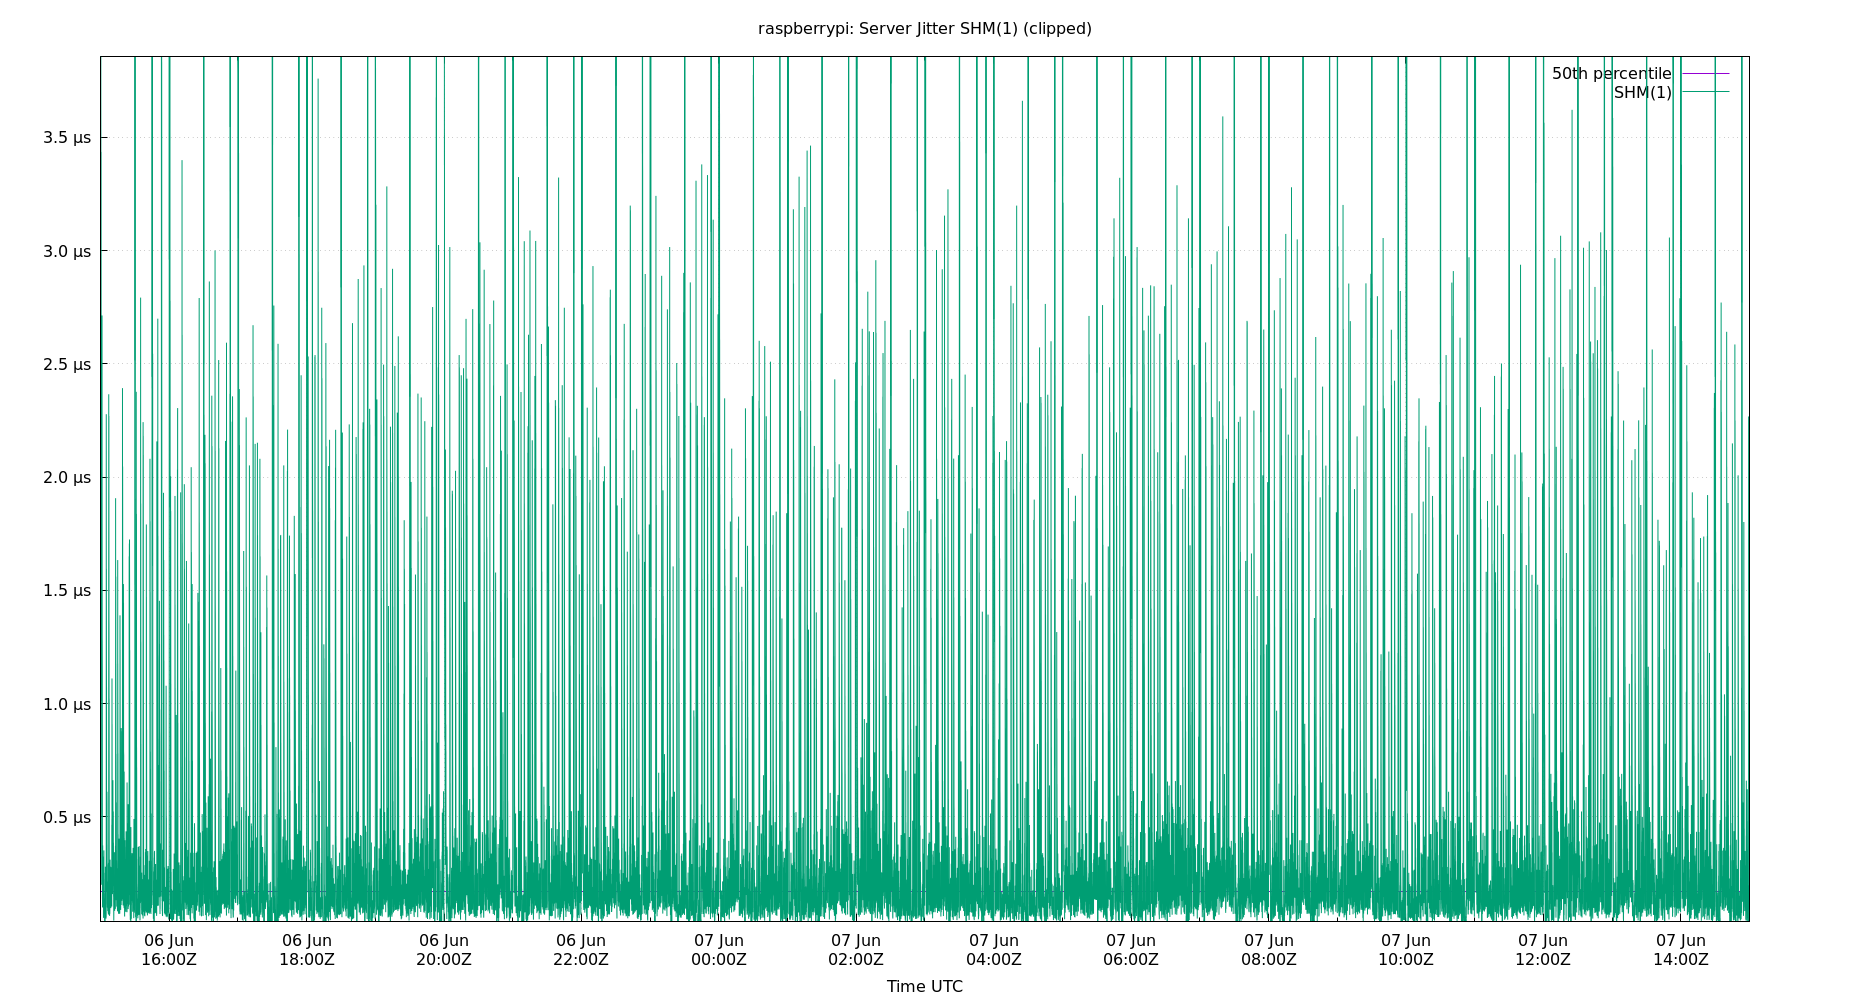 raspberrypi: Server Jitter SHM(1) (clipped)
50th percentile
SHM(1)
3.5 µs
3.0 µs
2.5 µs
2.0 µs
1.5 µs
1.0 µs
0.5 µs
06 Jun 06 Jun 06 Jun 06 Jun 07 Jun 07 Jun 07 Jun 07 Jun 07 Jun 07 Jun 07 Jun 07 Jun
16:00Z 18:00Z 20:00Z 22:00Z 00:00Z 02:00Z 04:00Z 06:00Z 08:00Z 10:00Z 12:00Z 14:00Z
Time UTC